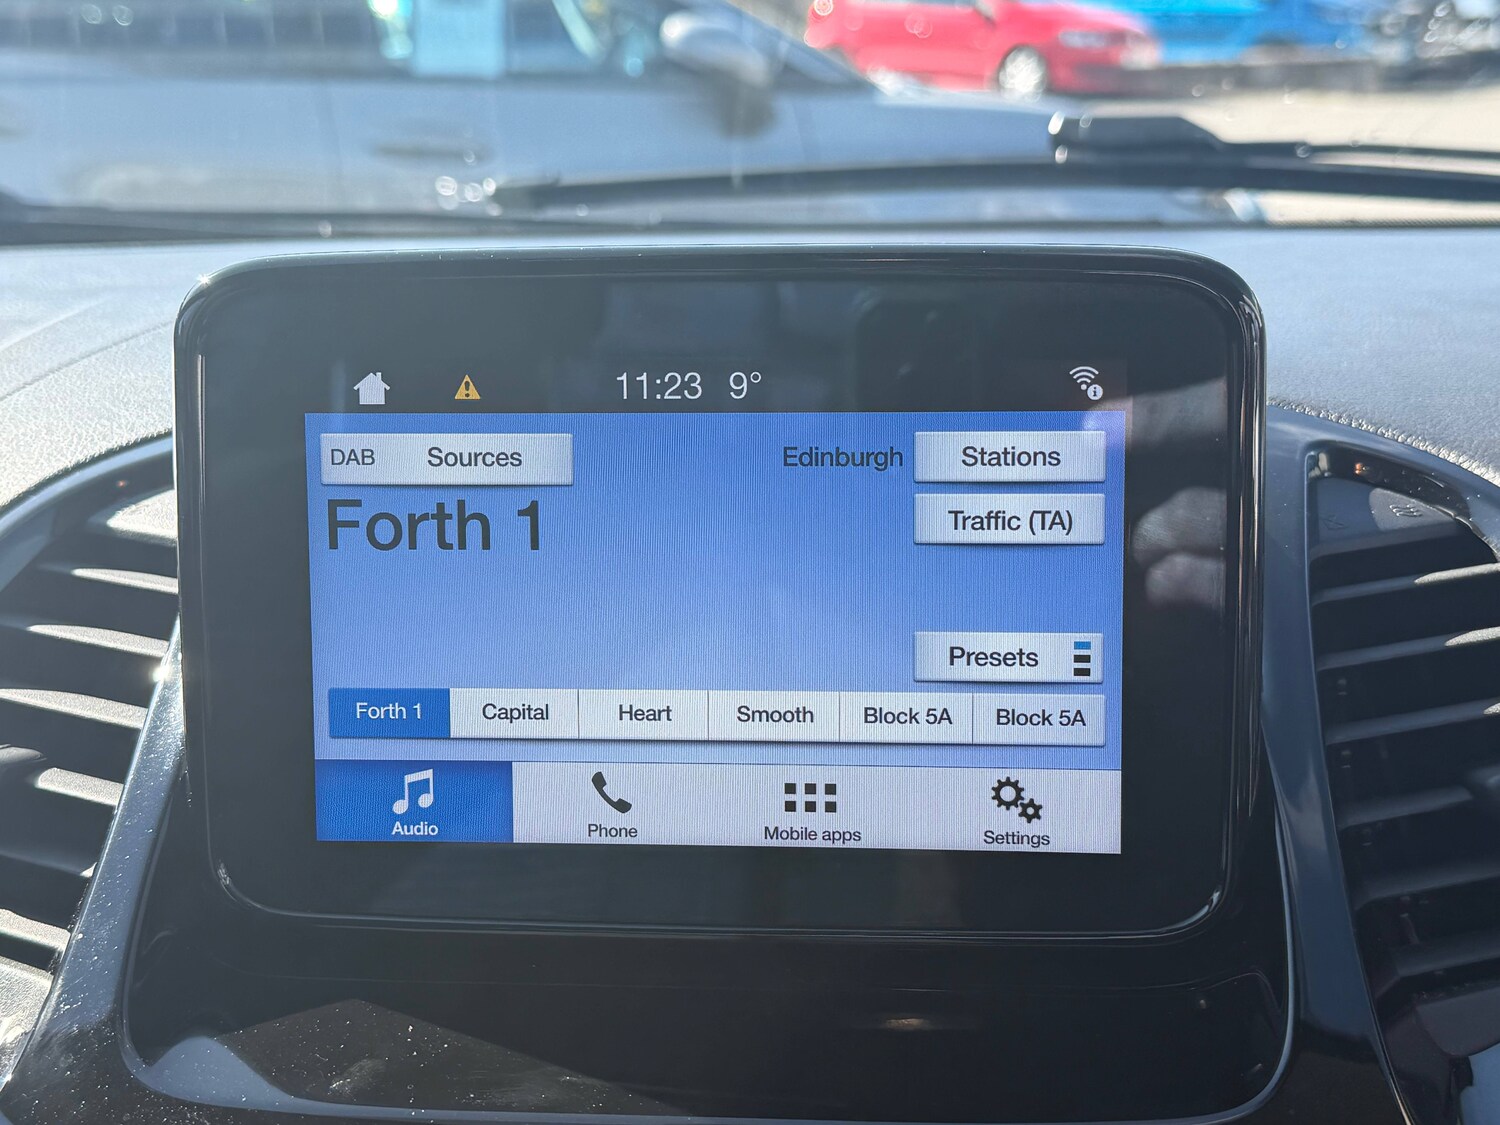 11:23 9°
DAB Sources
Edinburgh Stations
Forth 1
Traffic (TA)
Presets
Forth 1 Capital Heart Smooth Block 5A Block 5A
Audio Phone Mobile apps Settings